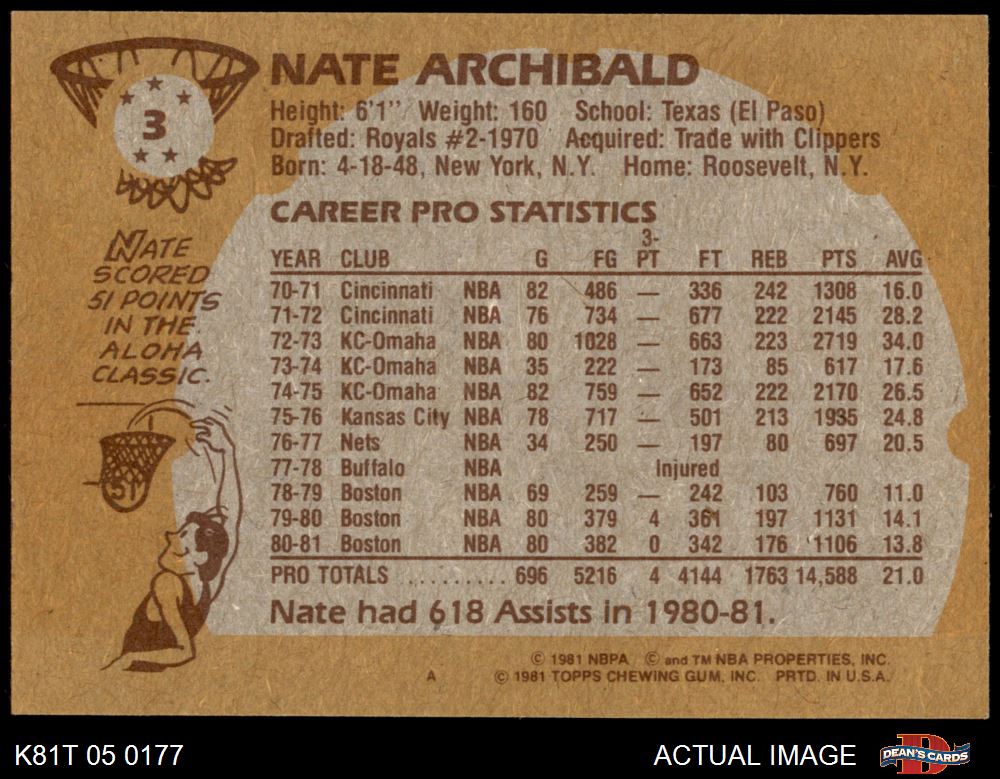 3
NATE ARCHIBALD
Height: 6'1'' Weight: 160 School: Texas (El Paso)
Drafted: Royals #2-1970 Acquired: Trade with Clippers
Born: 4-18-48, New York, N.Y. Home: Roosevelt, N.Y.
NATE
SCORED
51 POINTS
IN THE
ALOHA
CLASSIC.
51
CAREER PRO STATISTICS
YEAR CLUB G FG 3-PT FT REB PTS AVG
70-71 Cincinnati NBA 82 486 — 336 242 1308 16.0
71-72 Cincinnati NBA 76 734 — 677 222 2145 28.2
72-73 KC-Omaha NBA 80 1028 — 663 223 2719 34.0
73-74 KC-Omaha NBA 35 222 — 173 85 617 17.6
74-75 KC-Omaha NBA 82 759 — 652 222 2170 26.5
75-76 Kansas City NBA 78 717 — 501 213 1935 24.8
76-77 Nets NBA 34 250 — 197 80 697 20.5
77-78 Buffalo NBA Injured
78-79 Boston NBA 69 259 — 242 103 760 11.0
79-80 Boston NBA 80 379 4 361 197 1131 14.1
80-81 Boston NBA 80 382 0 342 176 1106 13.8
PRO TOTALS .......... 696 5216 4 4144 1763 14,588 21.0
Nate had 618 Assists in 1980-81.
© 1981 NBPA © and TM NBA PROPERTIES, INC.
A © 1981 TOPPS CHEWING GUM, INC. PRTD. IN U.S.A.
K81T 05 0177 ACTUAL IMAGE DEAN'S CARDS